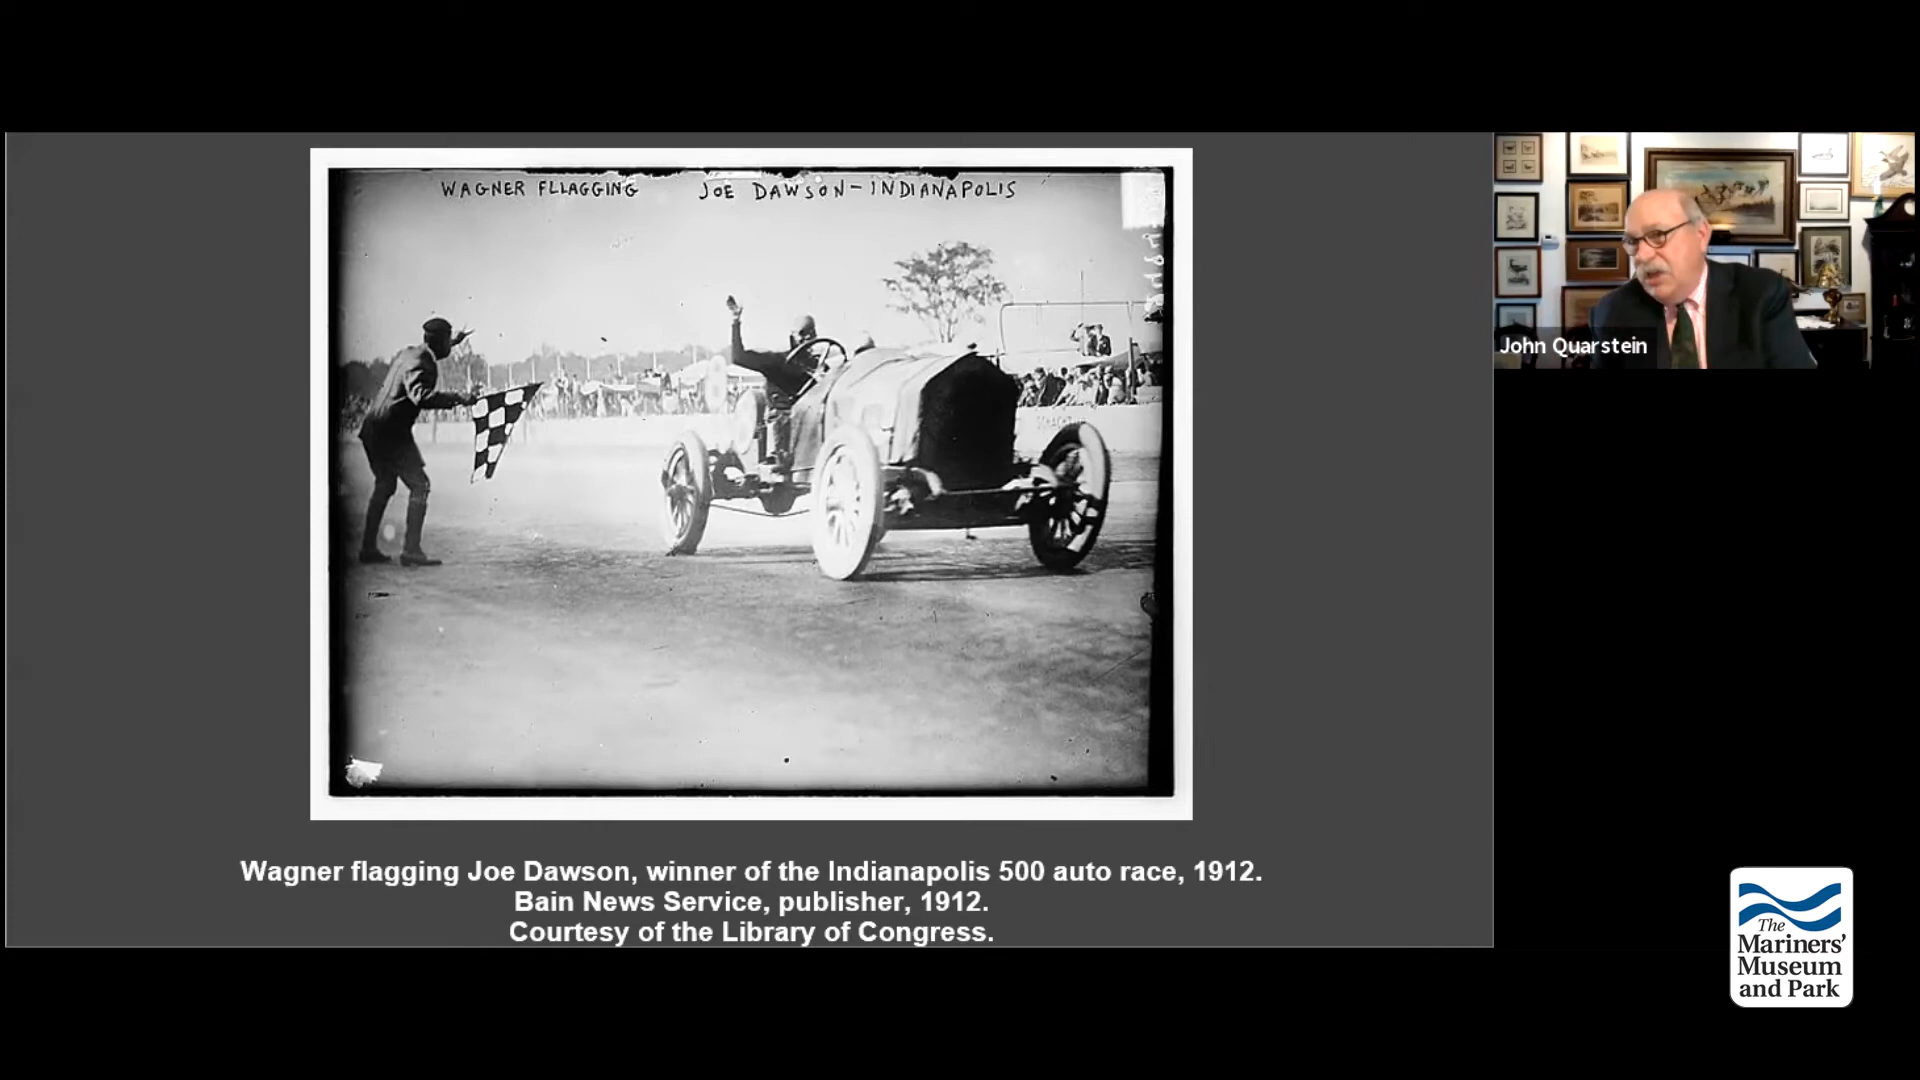 WAGNER FLLAGGING JOE DAWSON-INDIANAPOLIS
John Quarstein
Wagner flagging Joe Dawson, winner of the Indianapolis 500 auto race, 1912.
Bain News Service, publisher, 1912.
Courtesy of the Library of Congress.
The
Mariners'
Museum
and Park